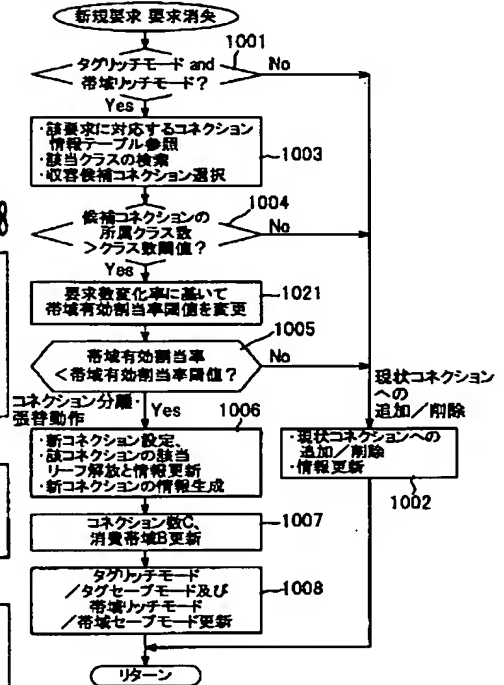 新規要求 要求消失
1001
タグリッチモード and
帯域リッチモード?
No
Yes
・該要求に対応するコネクション
情報テーブル参照
・該当クラスの検索
・収容候補コネクション選択
1003
1004
候補コネクションの
所属クラス数
>クラス数閾値?
No
Yes
要求数変化率に基いて
帯域有効割当率閾値を変更
1021
1005
帯域有効割当率
<帯域有効割当率閾値?
No
現状コネクション
への
追加/削除
コネクション分離・
張替動作
Yes
1006
・新コネクション設定、
・該コネクションの該当
リーフ解放と情報更新
・新コネクションの情報生成
・現状コネクションへの
追加/削除
・情報更新
1002
コネクション数C、
消費帯域B更新
1007
タグリッチモード
/タグセーブモード及び
帯域リッチモード
/帯域セーブモード更新
1008
リターン